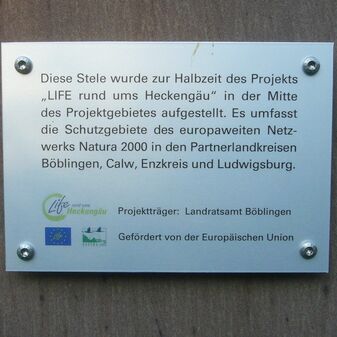 Diese Stele wurde zur Halbzeit des Projekts
„LIFE rund ums Heckengäu" in der Mitte
des Projektgebietes aufgestellt. Es umfasst
die Schutzgebiete des europaweiten Netz-
werks Natura 2000 in den Partnerlandkreisen
Böblingen, Calw, Enzkreis und Ludwigsburg.
Life rund ums
Heckengäu
Projektträger: Landratsamt Böblingen
Gefördert von der Europäischen Union